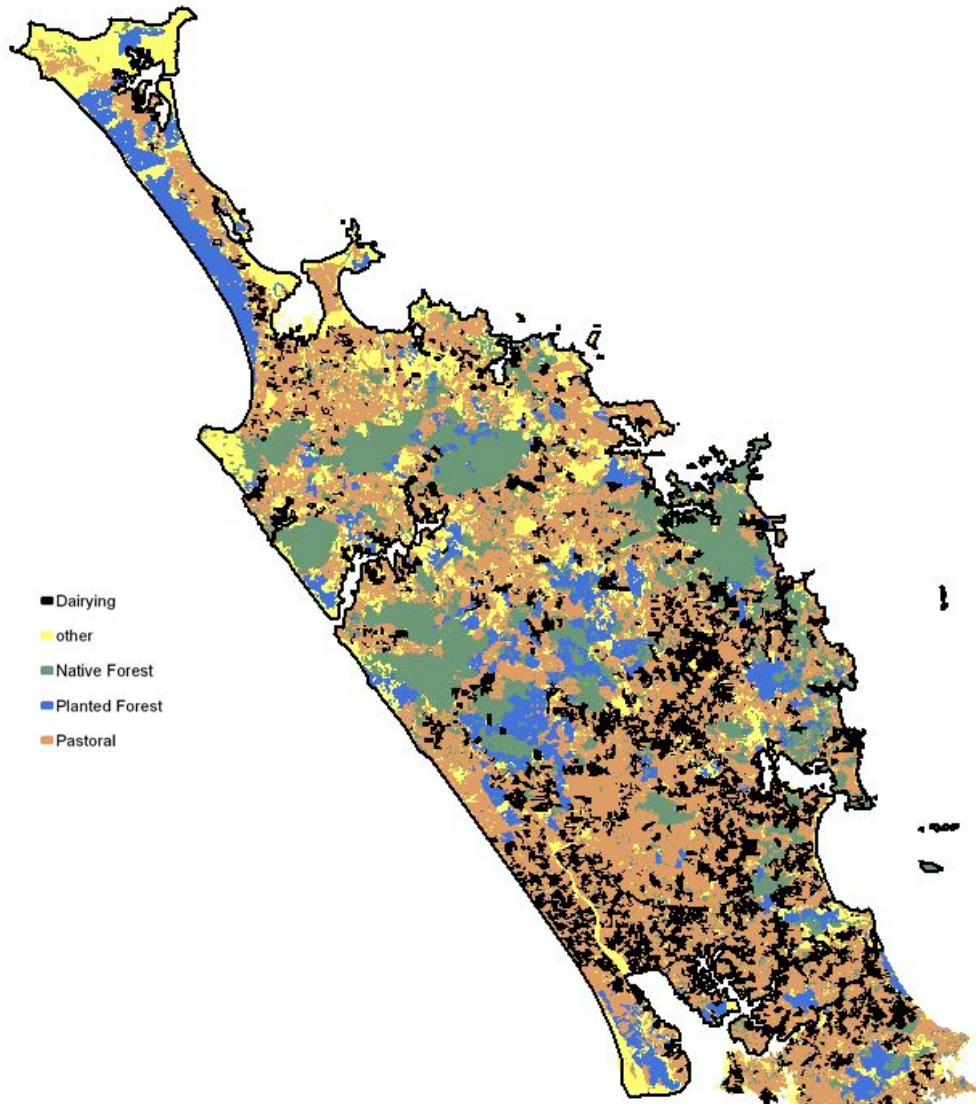 Dairying
other
Native Forest
Planted Forest
Pastoral